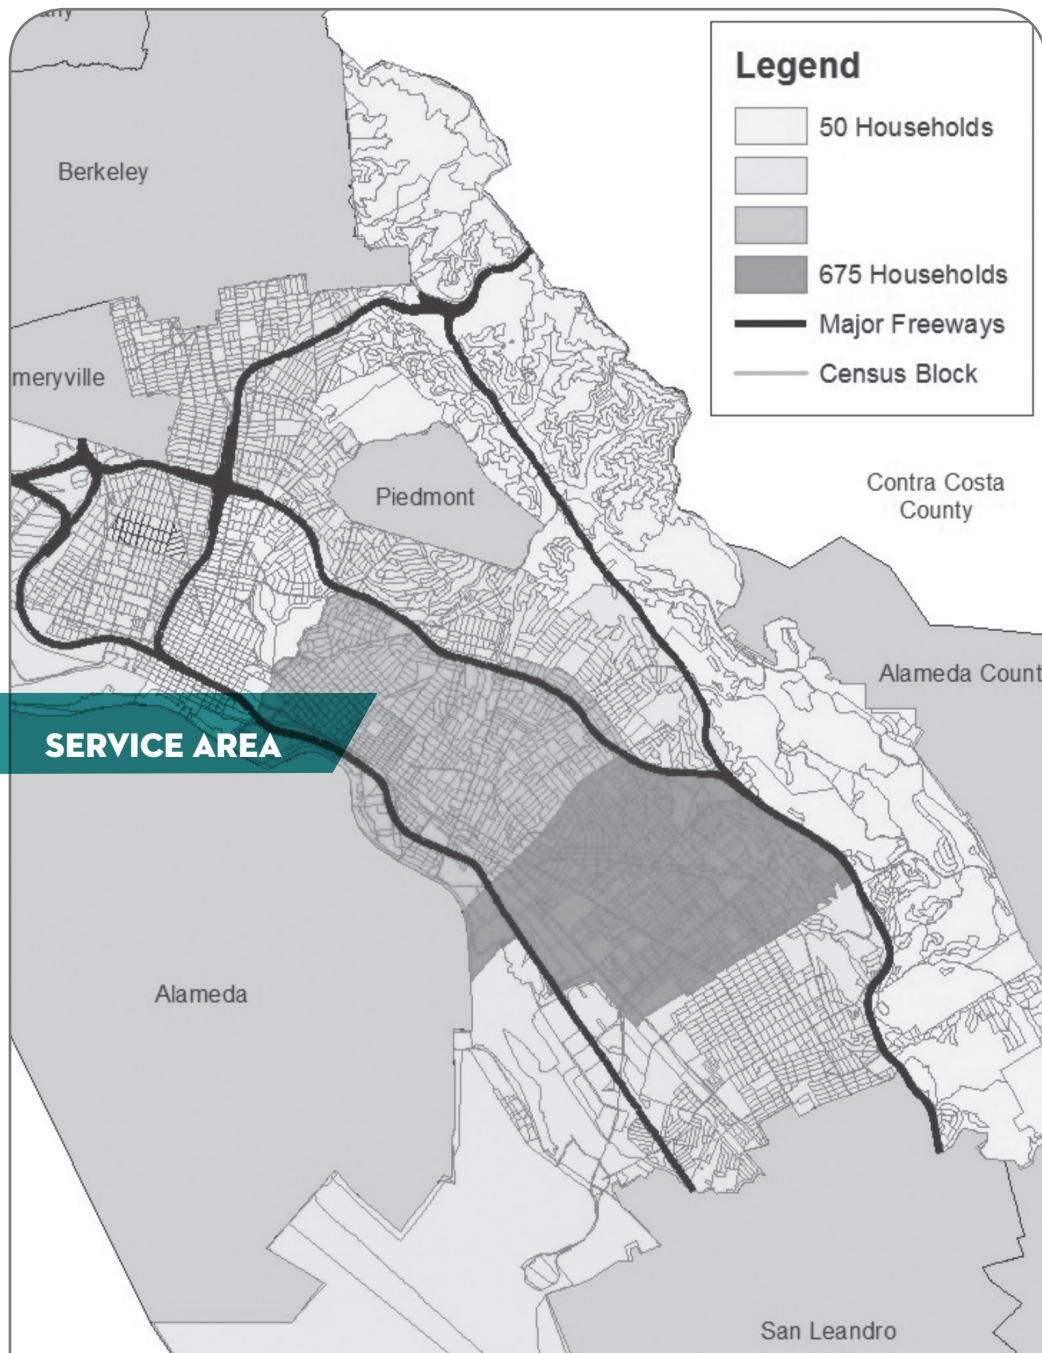 Berkeley
Legend
50 Households
675 Households
Major Freeways
Census Block
meryville
Piedmont
Contra Costa
County
Alameda Count
SERVICE AREA
Alameda
San Leandro